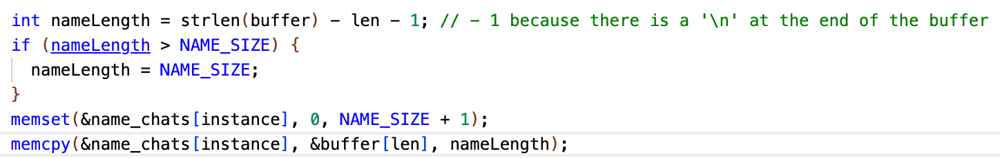 int nameLength = strlen(buffer) - len - 1; // - 1 because there is a '\n' at the end of the buffer
if (nameLength > NAME_SIZE) {
nameLength = NAME_SIZE;
}
memset(&name_chats[instance], 0, NAME_SIZE + 1);
memcpy(&name_chats[instance], &buffer[len], nameLength);